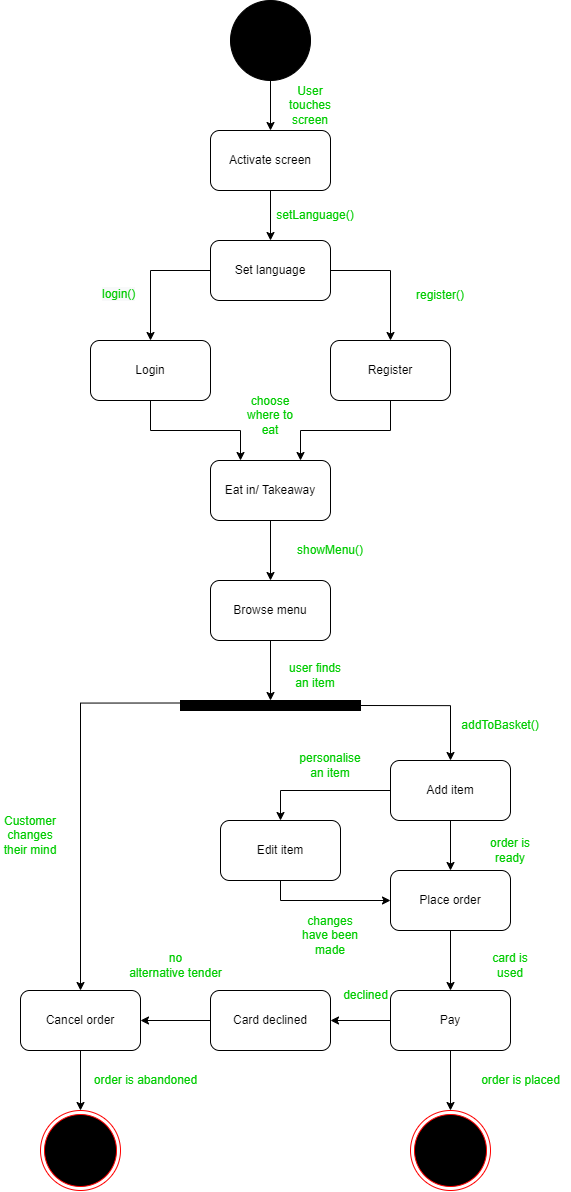 User
touches
screen
Activate screen
setLanguage()
Set language
login()
register()
Login
Register
choose
where to
eat
Eat in/ Takeaway
showMenu()
Browse menu
user finds
an item
addToBasket()
personalise
an item
Add item
Customer
changes
their mind
Edit item
order is
ready
Place order
changes
have been
made
no
alternative tender
card is
used
declined
Cancel order
Card declined
Pay
order is abandoned
order is placed